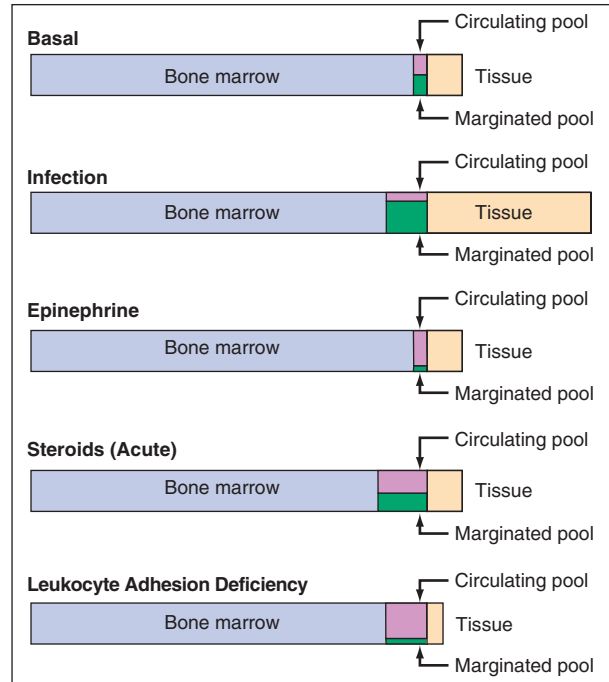 Circulating pool
Basal
Bone marrow
Tissue
Marginated pool
Circulating pool
Infection
Bone marrow
Tissue
Marginated pool
Circulating pool
Epinephrine
Bone marrow
Tissue
Marginated pool
Circulating pool
Steroids (Acute)
Bone marrow
Tissue
Marginated pool
Circulating pool
Leukocyte Adhesion Deficiency
Bone marrow
Tissue
Marginated pool